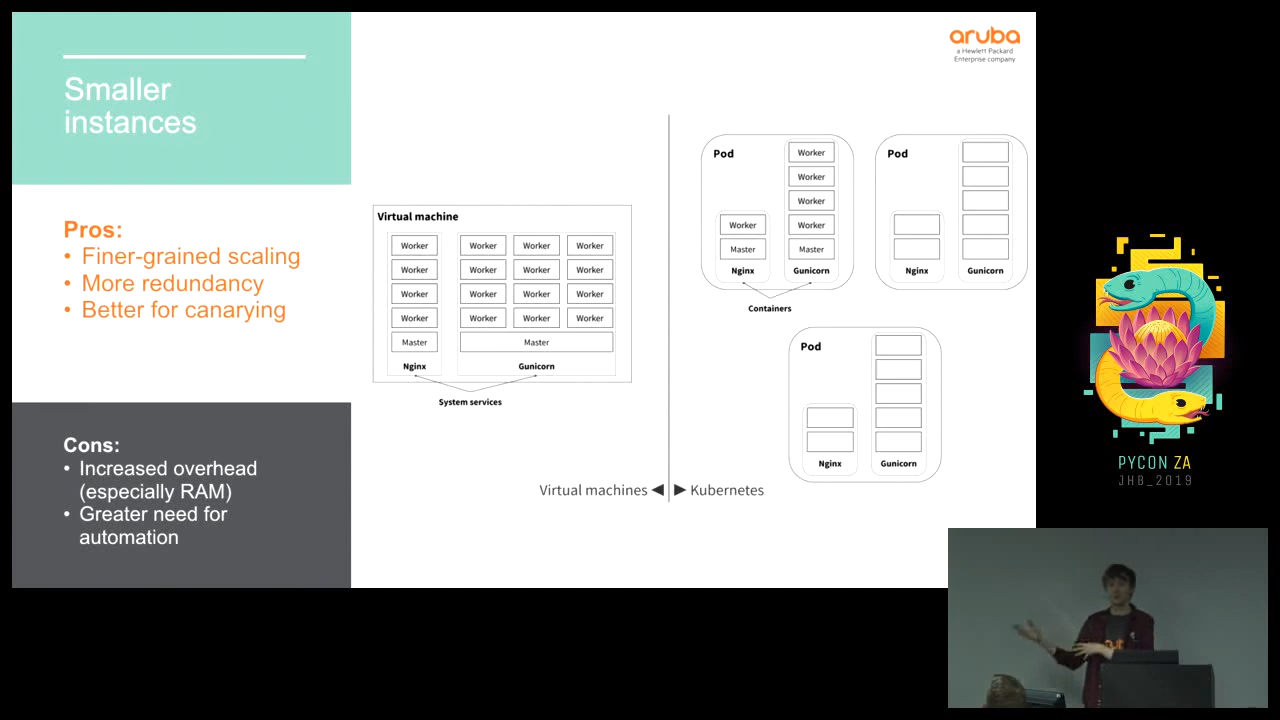 Smaller
instances
Pros:
• Finer-grained scaling
• More redundancy
• Better for canarying
Cons:
• Increased overhead
(especially RAM)
• Greater need for
automation
aruba
a Hewlett Packard
Enterprise company
Virtual machine
Worker Worker Worker Worker
Worker Worker Worker Worker
Worker Worker Worker Worker
Worker Worker Worker Worker
Master Master
Nginx Gunicorn
System services
Virtual machines ◀ ▶ Kubernetes
Pod
Worker
Worker
Worker
Worker Worker
Master Master
Nginx Gunicorn
Containers
Pod
Nginx Gunicorn
Pod
Nginx Gunicorn
PYCON ZA
JHB_2019